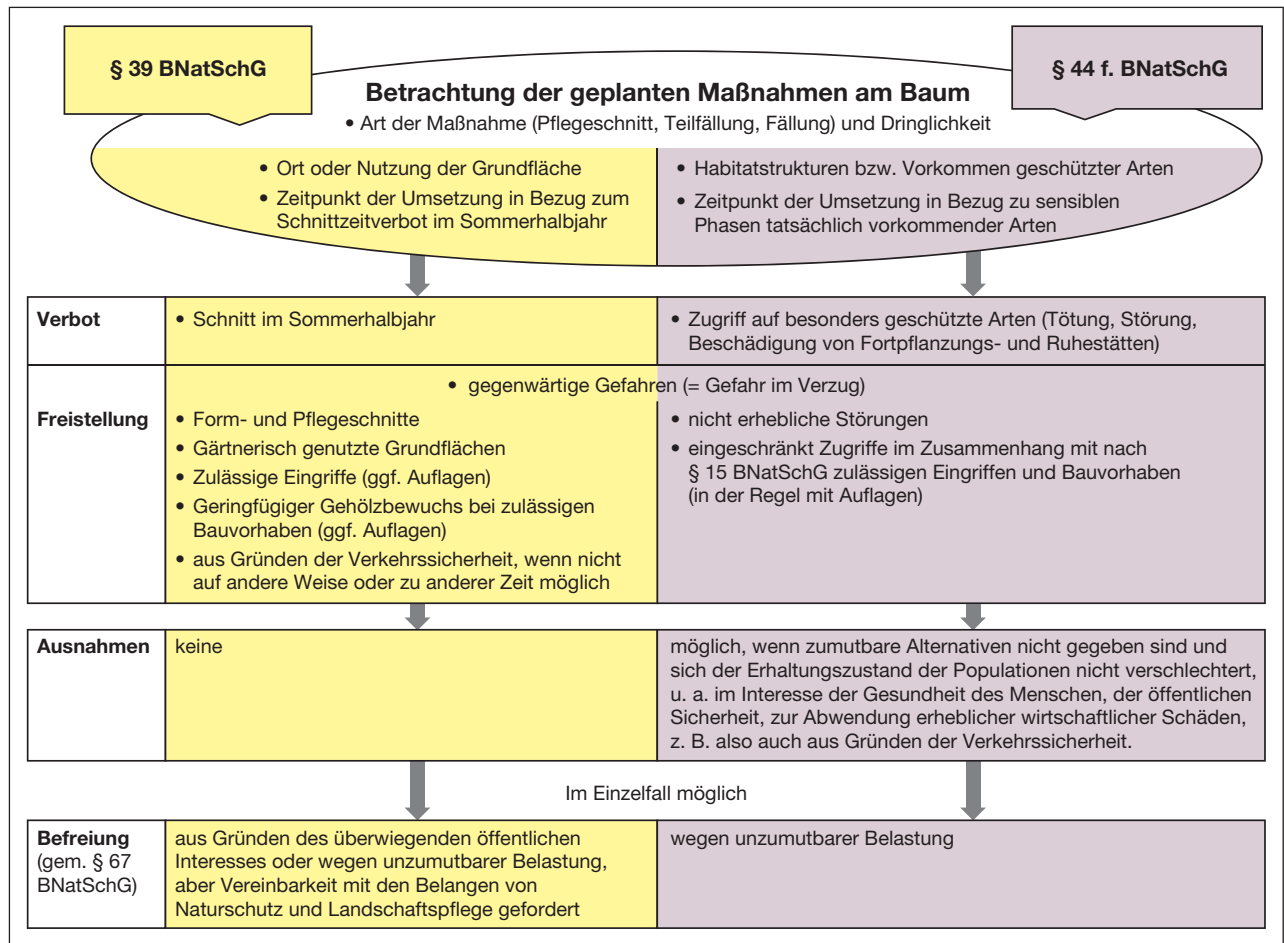 § 39 BNatSchG
§ 44 f. BNatSchG
Betrachtung der geplanten Maßnahmen am Baum
• Art der Maßnahme (Pflegeschnitt, Teilfällung, Fällung) und Dringlichkeit
• Ort oder Nutzung der Grundfläche
• Zeitpunkt der Umsetzung in Bezug zum
Schnittzeitverbot im Sommerhalbjahr
• Habitatstrukturen bzw. Vorkommen geschützter Arten
• Zeitpunkt der Umsetzung in Bezug zu sensiblen
Phasen tatsächlich vorkommender Arten
Verbot
• Schnitt im Sommerhalbjahr
• Zugriff auf besonders geschützte Arten (Tötung, Störung,
Beschädigung von Fortpflanzungs- und Ruhestätten)
• gegenwärtige Gefahren (= Gefahr im Verzug)
Freistellung
• Form- und Pflegeschnitte
• Gärtnerisch genutzte Grundflächen
• Zulässige Eingriffe (ggf. Auflagen)
• Geringfügiger Gehölzbewuchs bei zulässigen
Bauvorhaben (ggf. Auflagen)
• aus Gründen der Verkehrssicherheit, wenn nicht
auf andere Weise oder zu anderer Zeit möglich
• nicht erhebliche Störungen
• eingeschränkt Zugriffe im Zusammenhang mit nach
§ 15 BNatSchG zulässigen Eingriffen und Bauvorhaben
(in der Regel mit Auflagen)
Ausnahmen
keine
möglich, wenn zumutbare Alternativen nicht gegeben sind und
sich der Erhaltungszustand der Populationen nicht verschlechtert,
u. a. im Interesse der Gesundheit des Menschen, der öffentlichen
Sicherheit, zur Abwendung erheblicher wirtschaftlicher Schäden,
z. B. also auch aus Gründen der Verkehrssicherheit.
Im Einzelfall möglich
Befreiung
(gem. § 67
BNatSchG)
aus Gründen des überwiegenden öffentlichen
Interesses oder wegen unzumutbarer Belastung,
aber Vereinbarkeit mit den Belangen von
Naturschutz und Landschaftspflege gefordert
wegen unzumutbarer Belastung